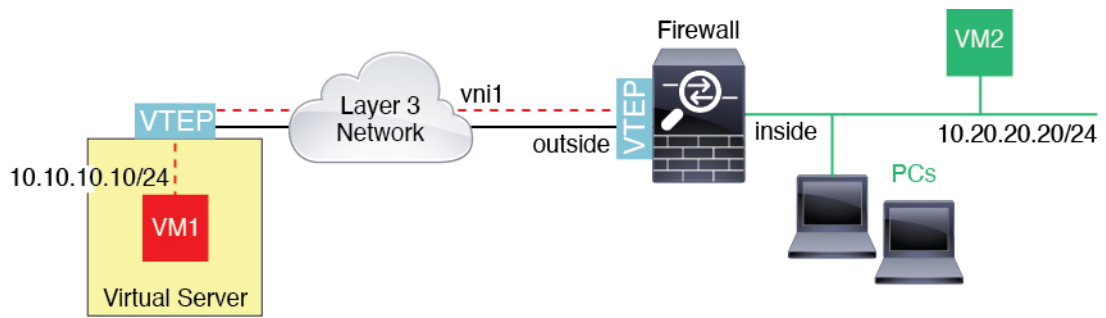 Firewall
VM2
Layer 3
Network
vni1
VTEP
VTEP
outside
inside
10.20.20.20/24
10.10.10.10/24
PCs
VM1
Virtual Server